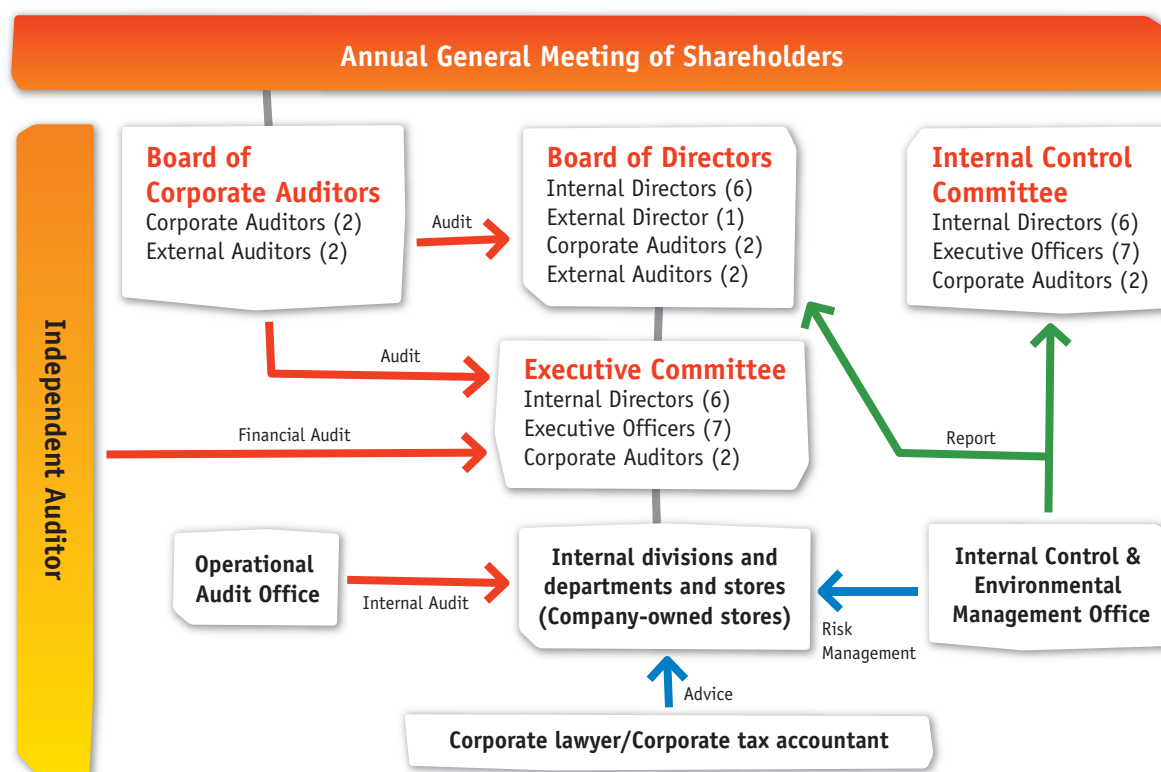 Annual General Meeting of Shareholders
Independent Auditor
Board of
Corporate Auditors
Corporate Auditors (2)
External Auditors (2)
Audit
Board of Directors
Internal Directors (6)
External Director (1)
Corporate Auditors (2)
External Auditors (2)
Internal Control
Committee
Internal Directors (6)
Executive Officers (7)
Corporate Auditors (2)
Audit
Executive Committee
Internal Directors (6)
Executive Officers (7)
Corporate Auditors (2)
Financial Audit
Report
Operational
Audit Office
Internal Audit
Internal divisions and
departments and stores
(Company-owned stores)
Risk
Management
Internal Control &
Environmental
Management Office
Advice
Corporate lawyer/Corporate tax accountant